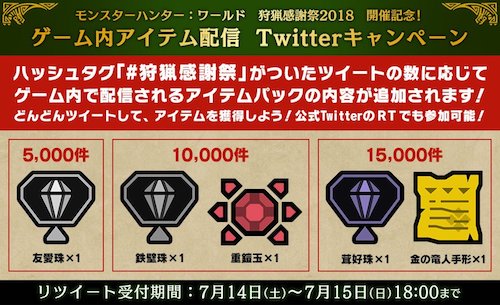 モンスターハンター：ワールド　狩猟感謝祭2018　開催記念！
ゲーム内アイテム配信　Twitterキャンペーン
ハッシュタグ「#狩猟感謝祭」がついたツイートの数に応じて
ゲーム内で配信されるアイテムパックの内容が追加されます！
どんどんツイートして、アイテムを獲得しよう！公式TwitterのRTでも参加可能！
5,000件
10,000件
15,000件
友愛珠×1
鉄壁珠×1
重鎧玉×1
茸好珠×1
金の竜人手形×1
リツイート受付期間：7月14日(土)～7月15日(日)18:00まで